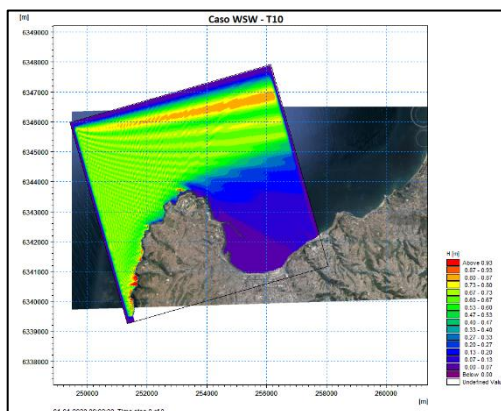 Caso WSW - T10
[m]
6349000
6348000
6347000
6346000
6345000
6344000
6343000
6342000
6341000
6340000
6339000
6338000
250000
252000
254000
256000
258000
260000
[m]
H [m]
Above 0.93
0.87 - 0.93
0.80 - 0.87
0.73 - 0.80
0.67 - 0.73
0.60 - 0.67
0.53 - 0.60
0.47 - 0.53
0.40 - 0.47
0.33 - 0.40
0.27 - 0.33
0.20 - 0.27
0.13 - 0.20
0.07 - 0.13
0.00 - 0.07
Below 0.00
Undefined Value